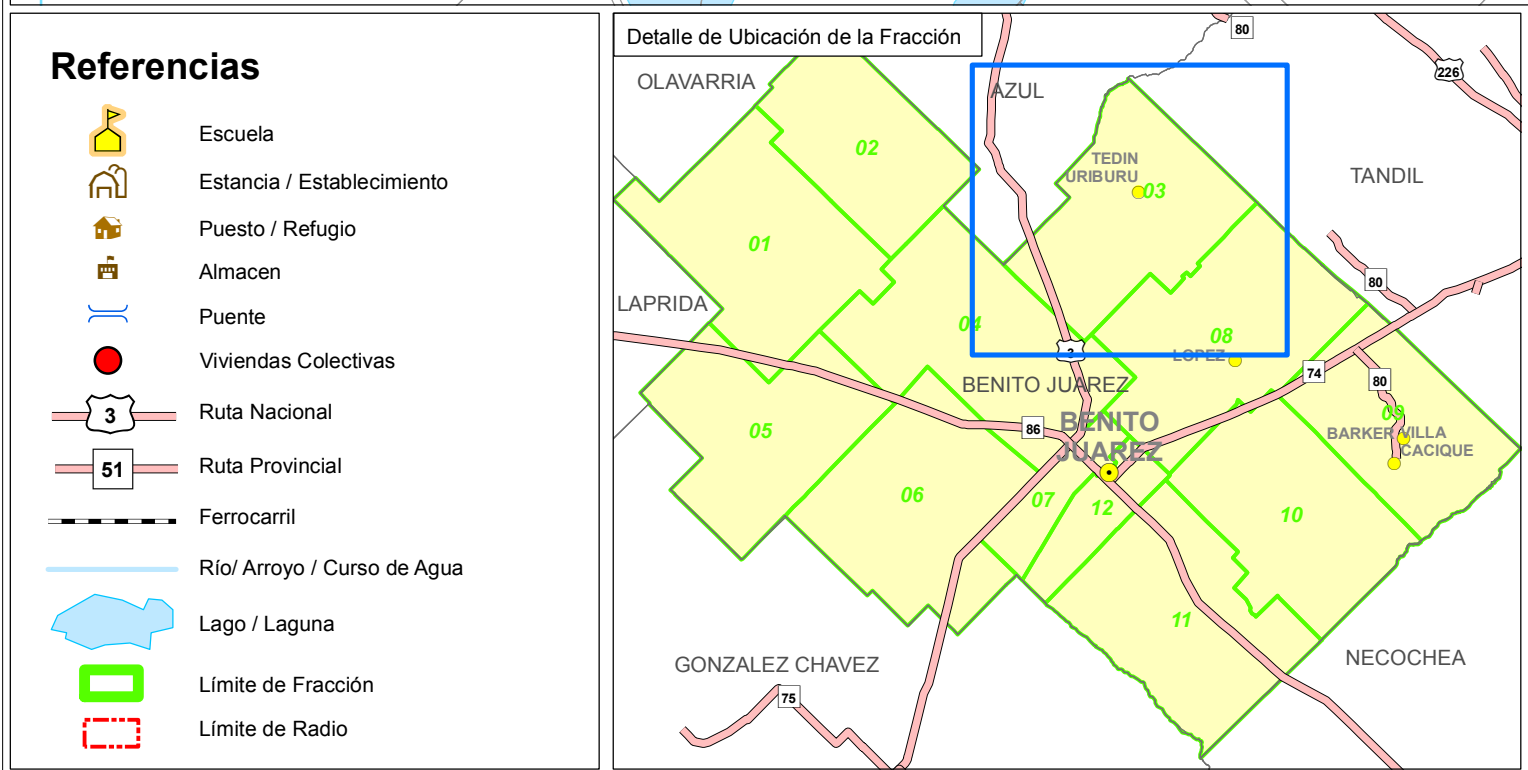 Referencias
Escuela
Estancia / Establecimiento
Puesto / Refugio
Almacen
Puente
Viviendas Colectivas
3
Ruta Nacional
51
Ruta Provincial
Ferrocarril
Río/ Arroyo / Curso de Agua
Lago / Laguna
Límite de Fracción
Límite de Radio
Detalle de Ubicación de la Fracción
80
OLAVARRIA
AZUL
226
02
TEDIN
URIBURU
03
TANDIL
01
80
LAPRIDA
04
08
3
LOPEZ
74
80
BENITO JUAREZ
09
BENITO
JUAREZ
86
05
BARKER
VILLA
CACIQUE
06
07
12
10
11
GONZALEZ CHAVEZ
NECOCHEA
75